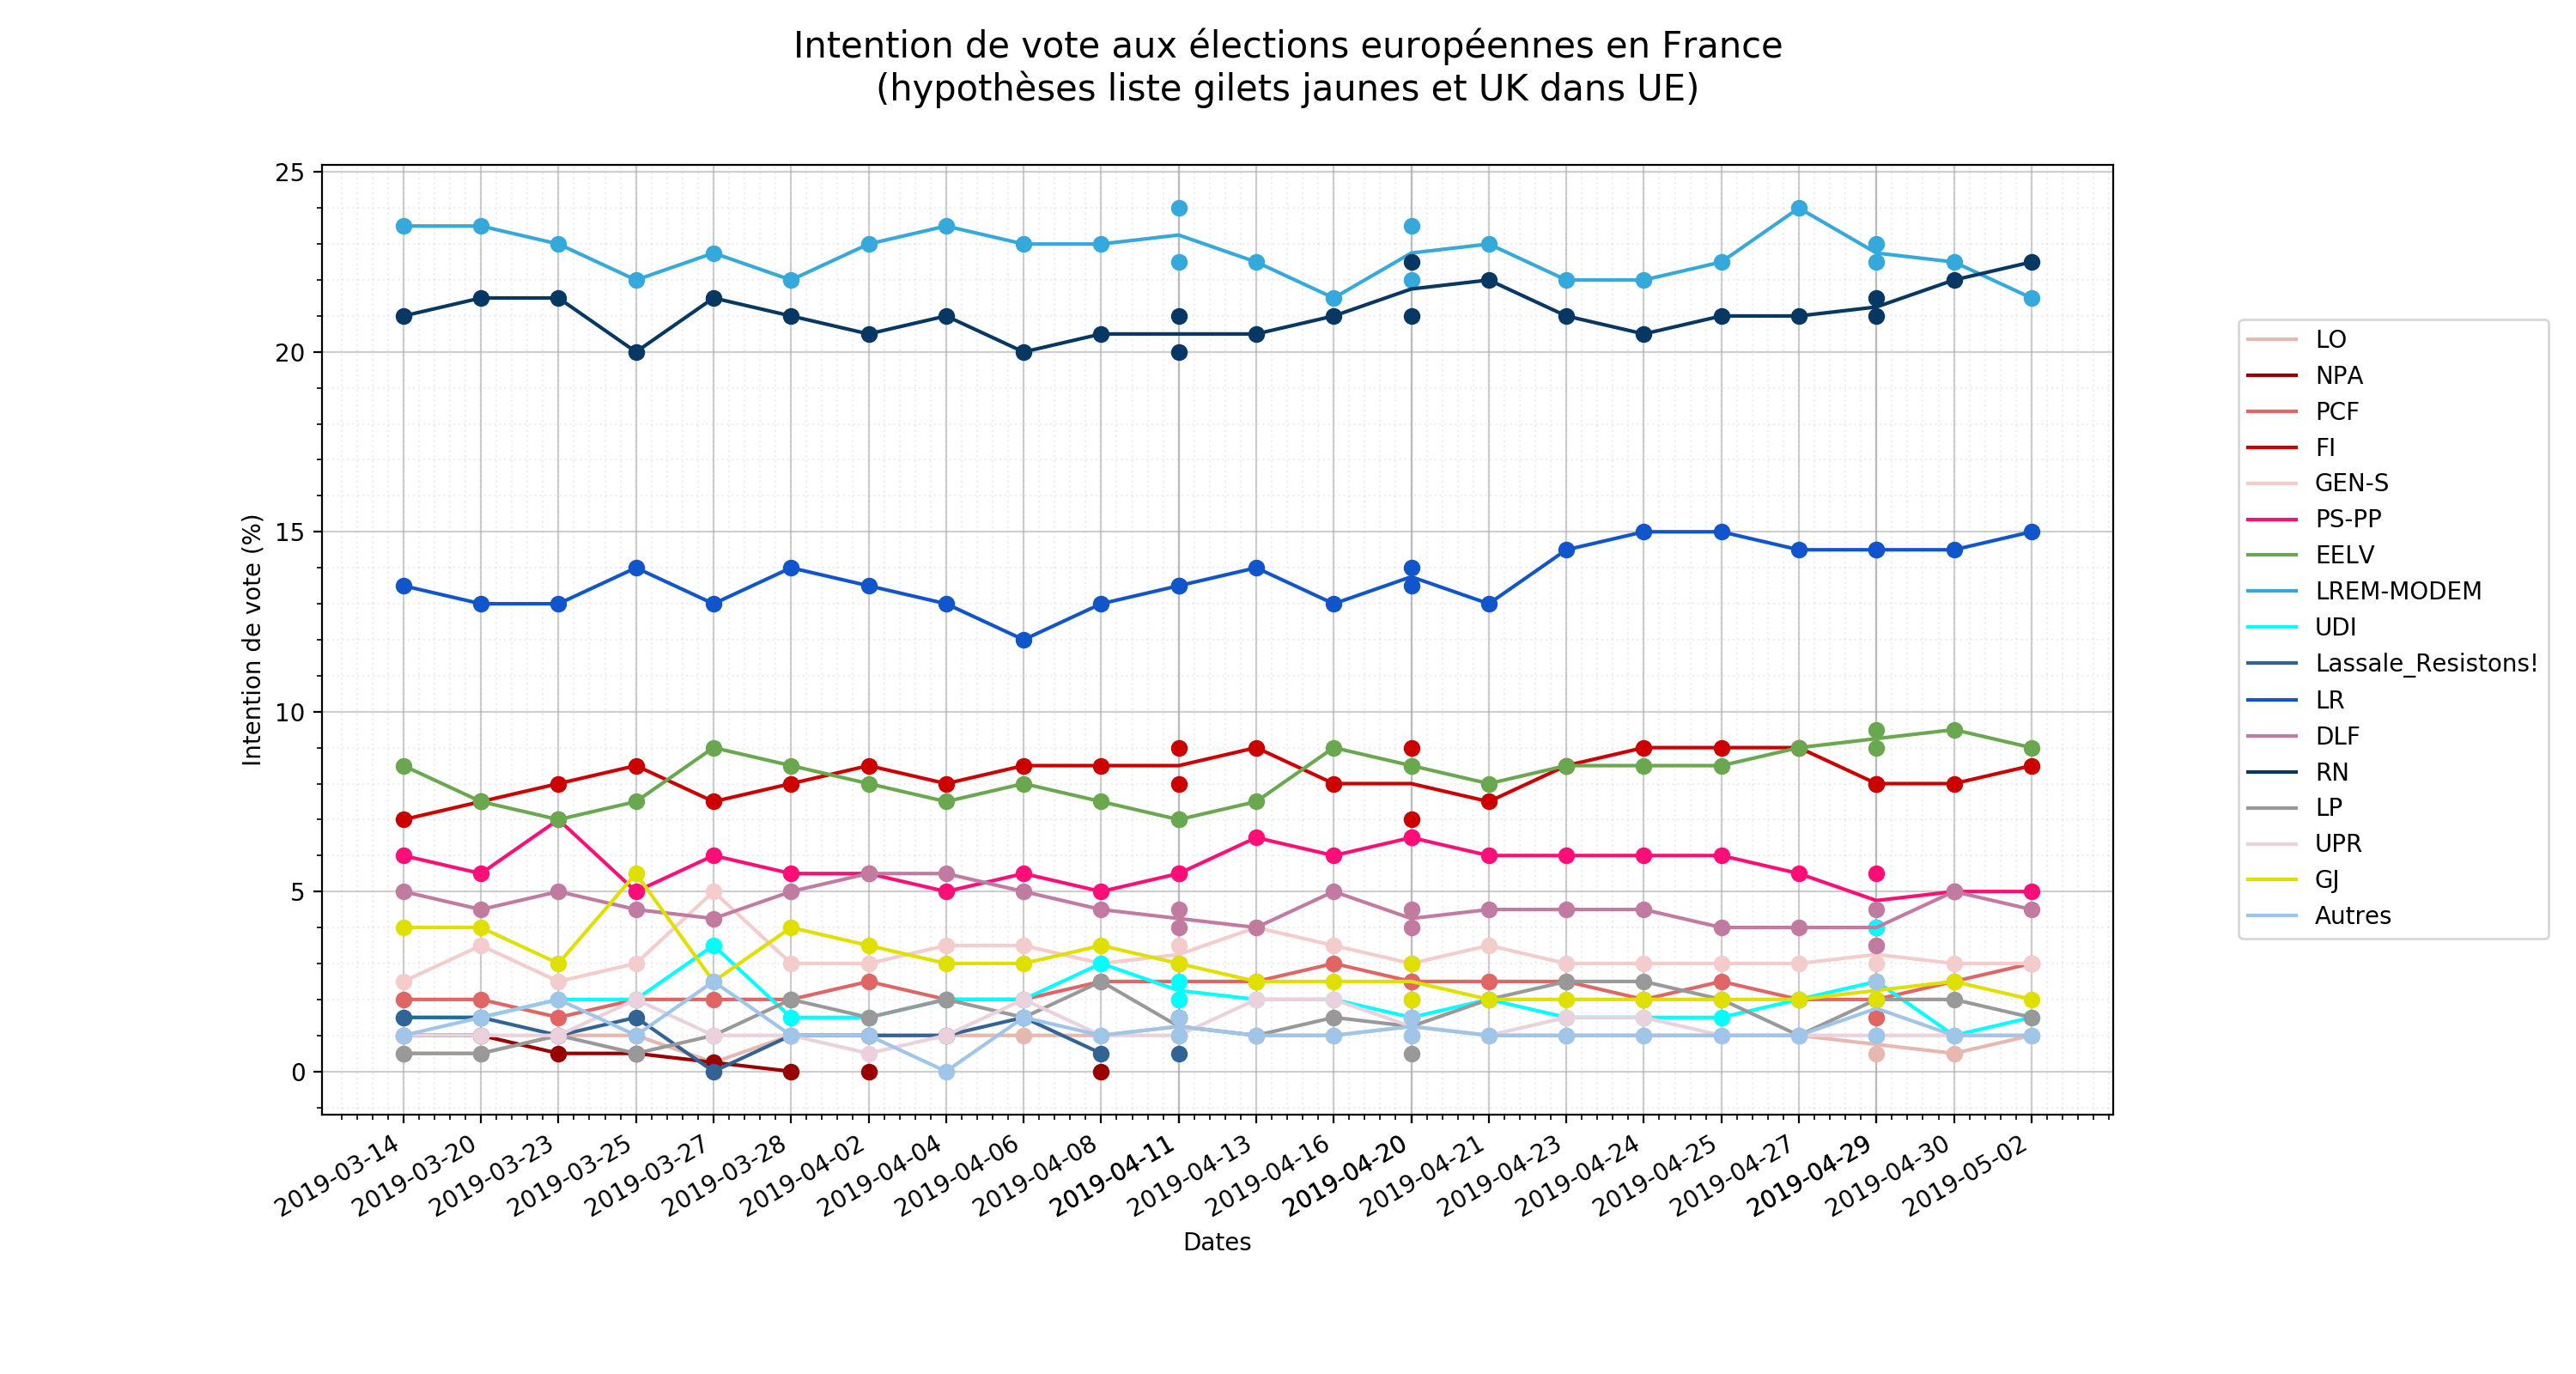 Intention de vote aux élections européennes en France
(hypothèses liste gilets jaunes et UK dans UE)
Intention de vote (%)
25
20
15
10
5
0
2019-03-14
2019-03-20
2019-03-23
2019-03-25
2019-03-27
2019-03-28
2019-04-02
2019-04-04
2019-04-06
2019-04-08
2019-04-11
2019-04-13
2019-04-16
2019-04-20
2019-04-21
2019-04-23
2019-04-24
2019-04-25
2019-04-27
2019-04-29
2019-04-30
2019-05-02
Dates
LO
NPA
PCF
FI
GEN-S
PS-PP
EELV
LREM-MODEM
UDI
Lassale_Resistons!
LR
DLF
RN
LP
UPR
GJ
Autres